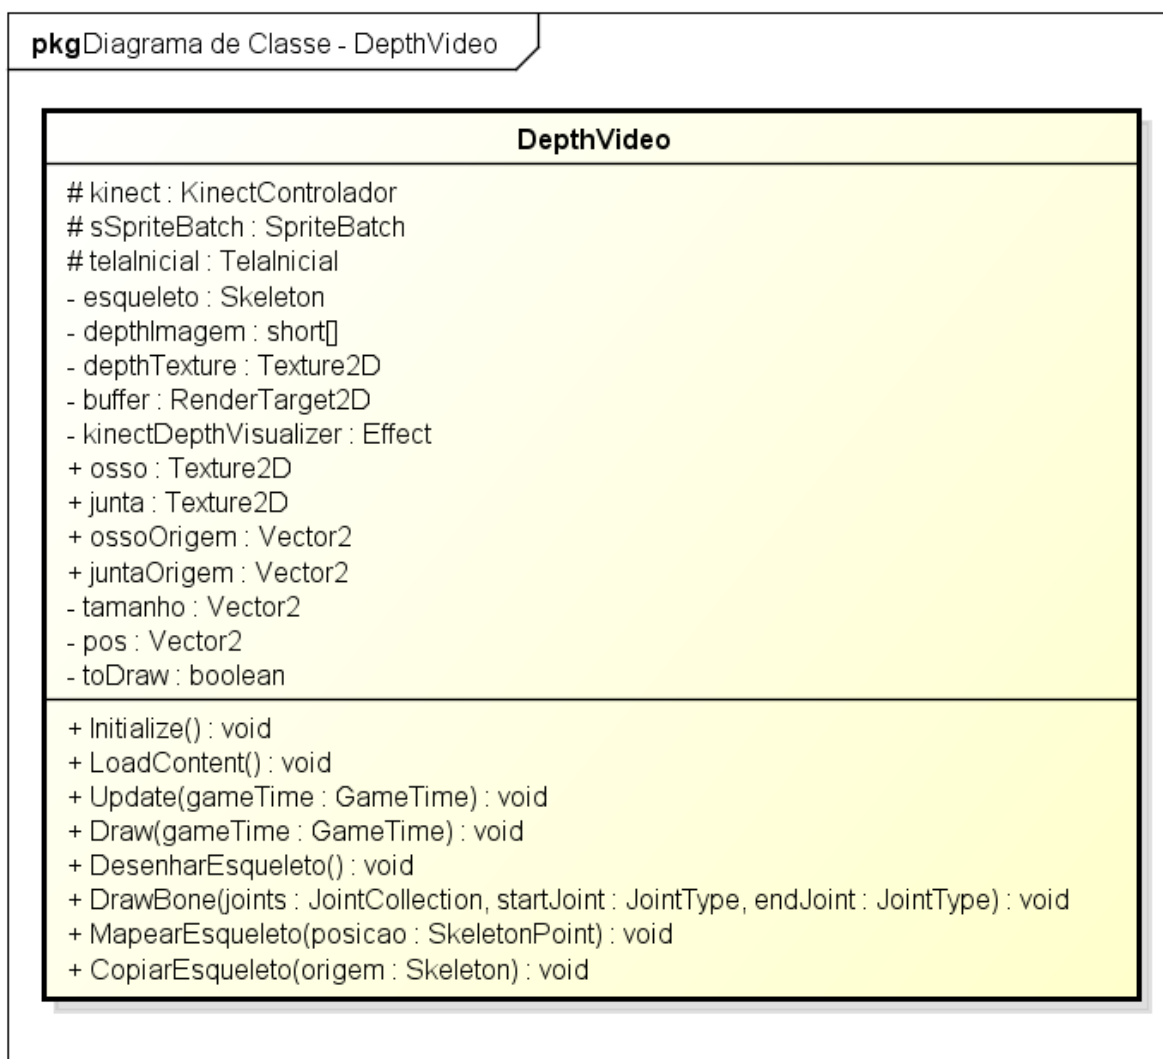 pkgDiagrama de Classe - DepthVideo
DepthVideo
# kinect : KinectControlador
# sSpriteBatch : SpriteBatch
# telaInicial : TelaInicial
- esqueleto : Skeleton
- depthImagem : short[]
- depthTexture : Texture2D
- buffer : RenderTarget2D
- kinectDepthVisualizer : Effect
+ osso : Texture2D
+ junta : Texture2D
+ ossoOrigem : Vector2
+ juntaOrigem : Vector2
- tamanho : Vector2
- pos : Vector2
- toDraw : boolean
+ Initialize() : void
+ LoadContent() : void
+ Update(gameTime : GameTime) : void
+ Draw(gameTime : GameTime) : void
+ DesenharEsqueleto() : void
+ DrawBone(joints : JointCollection, startJoint : JointType, endJoint : JointType) : void
+ MapearEsqueleto(posicao : SkeletonPoint) : void
+ CopiarEsqueleto(origem : Skeleton) : void